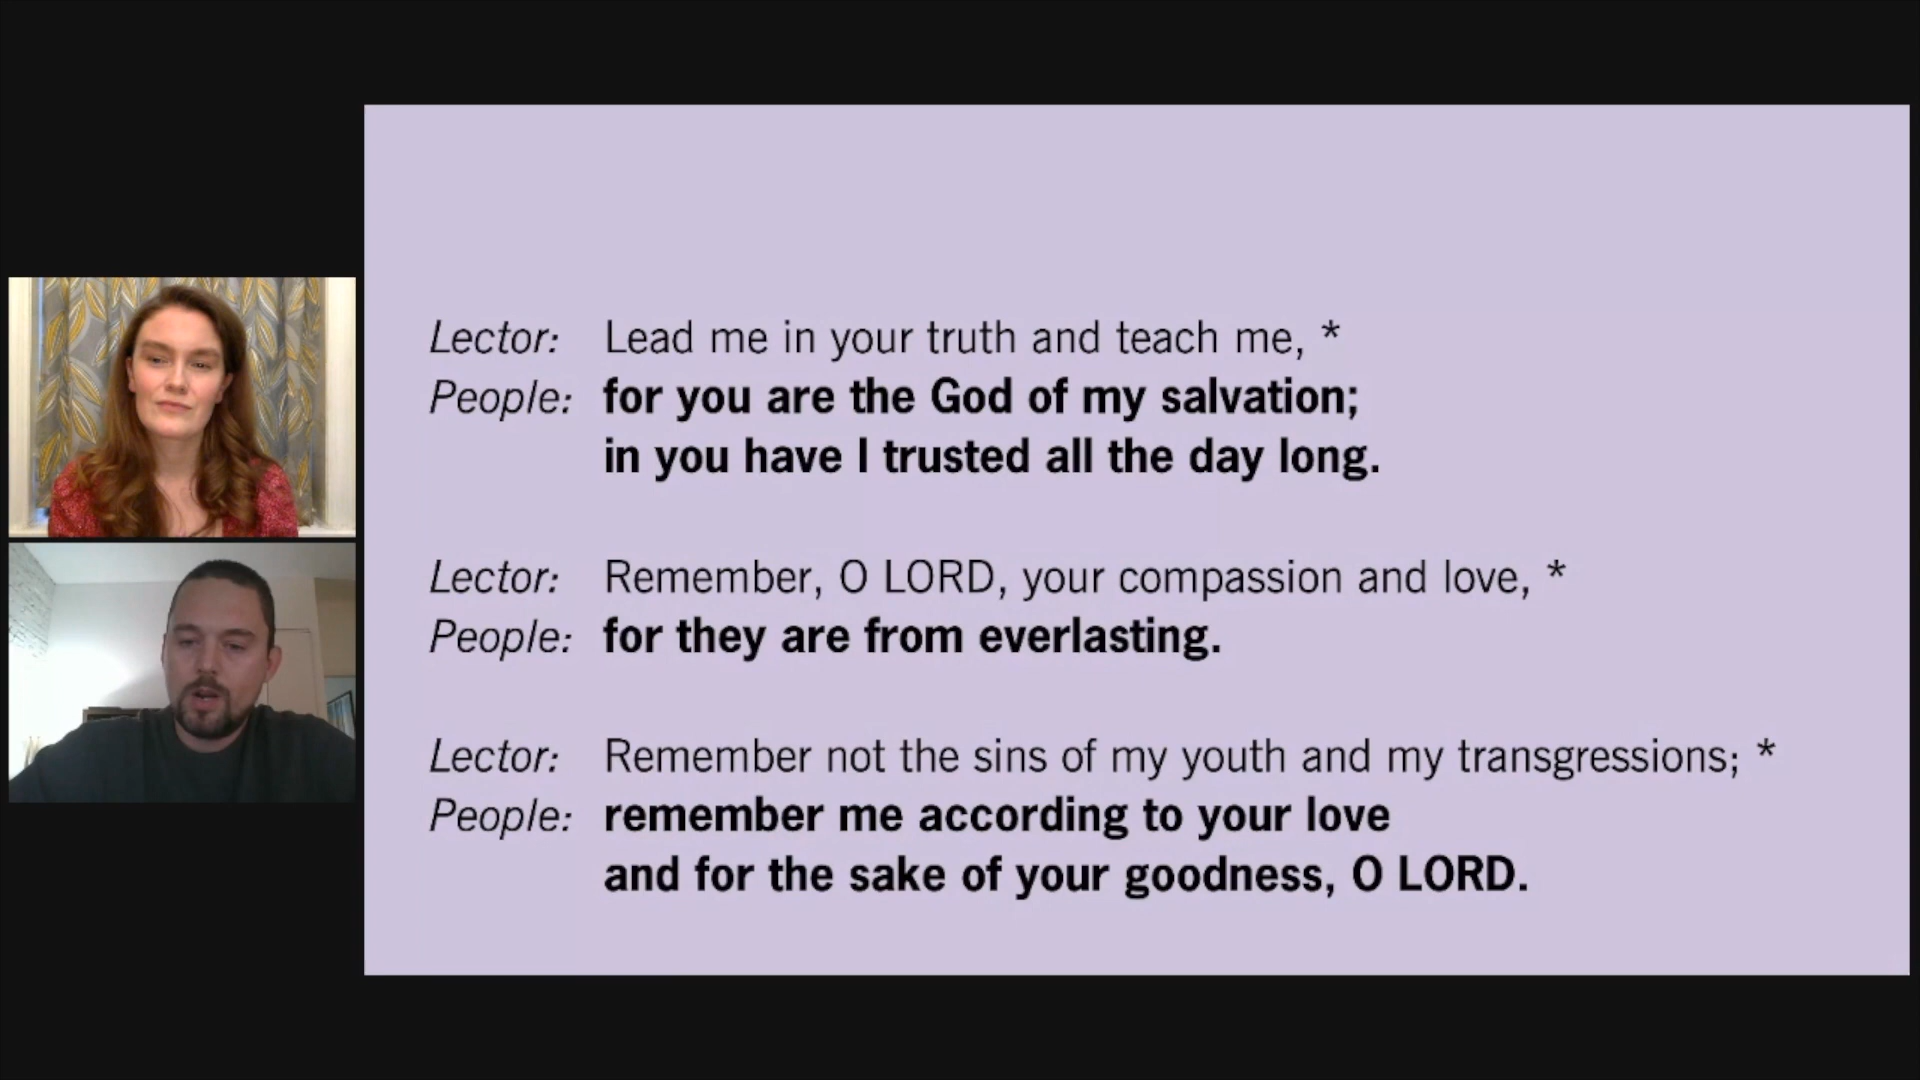 Lector: Lead me in your truth and teach me, *
People: for you are the God of my salvation;
in you have I trusted all the day long.
Lector: Remember, O LORD, your compassion and love, *
People: for they are from everlasting.
Lector: Remember not the sins of my youth and my transgressions; *
People: remember me according to your love
and for the sake of your goodness, O LORD.